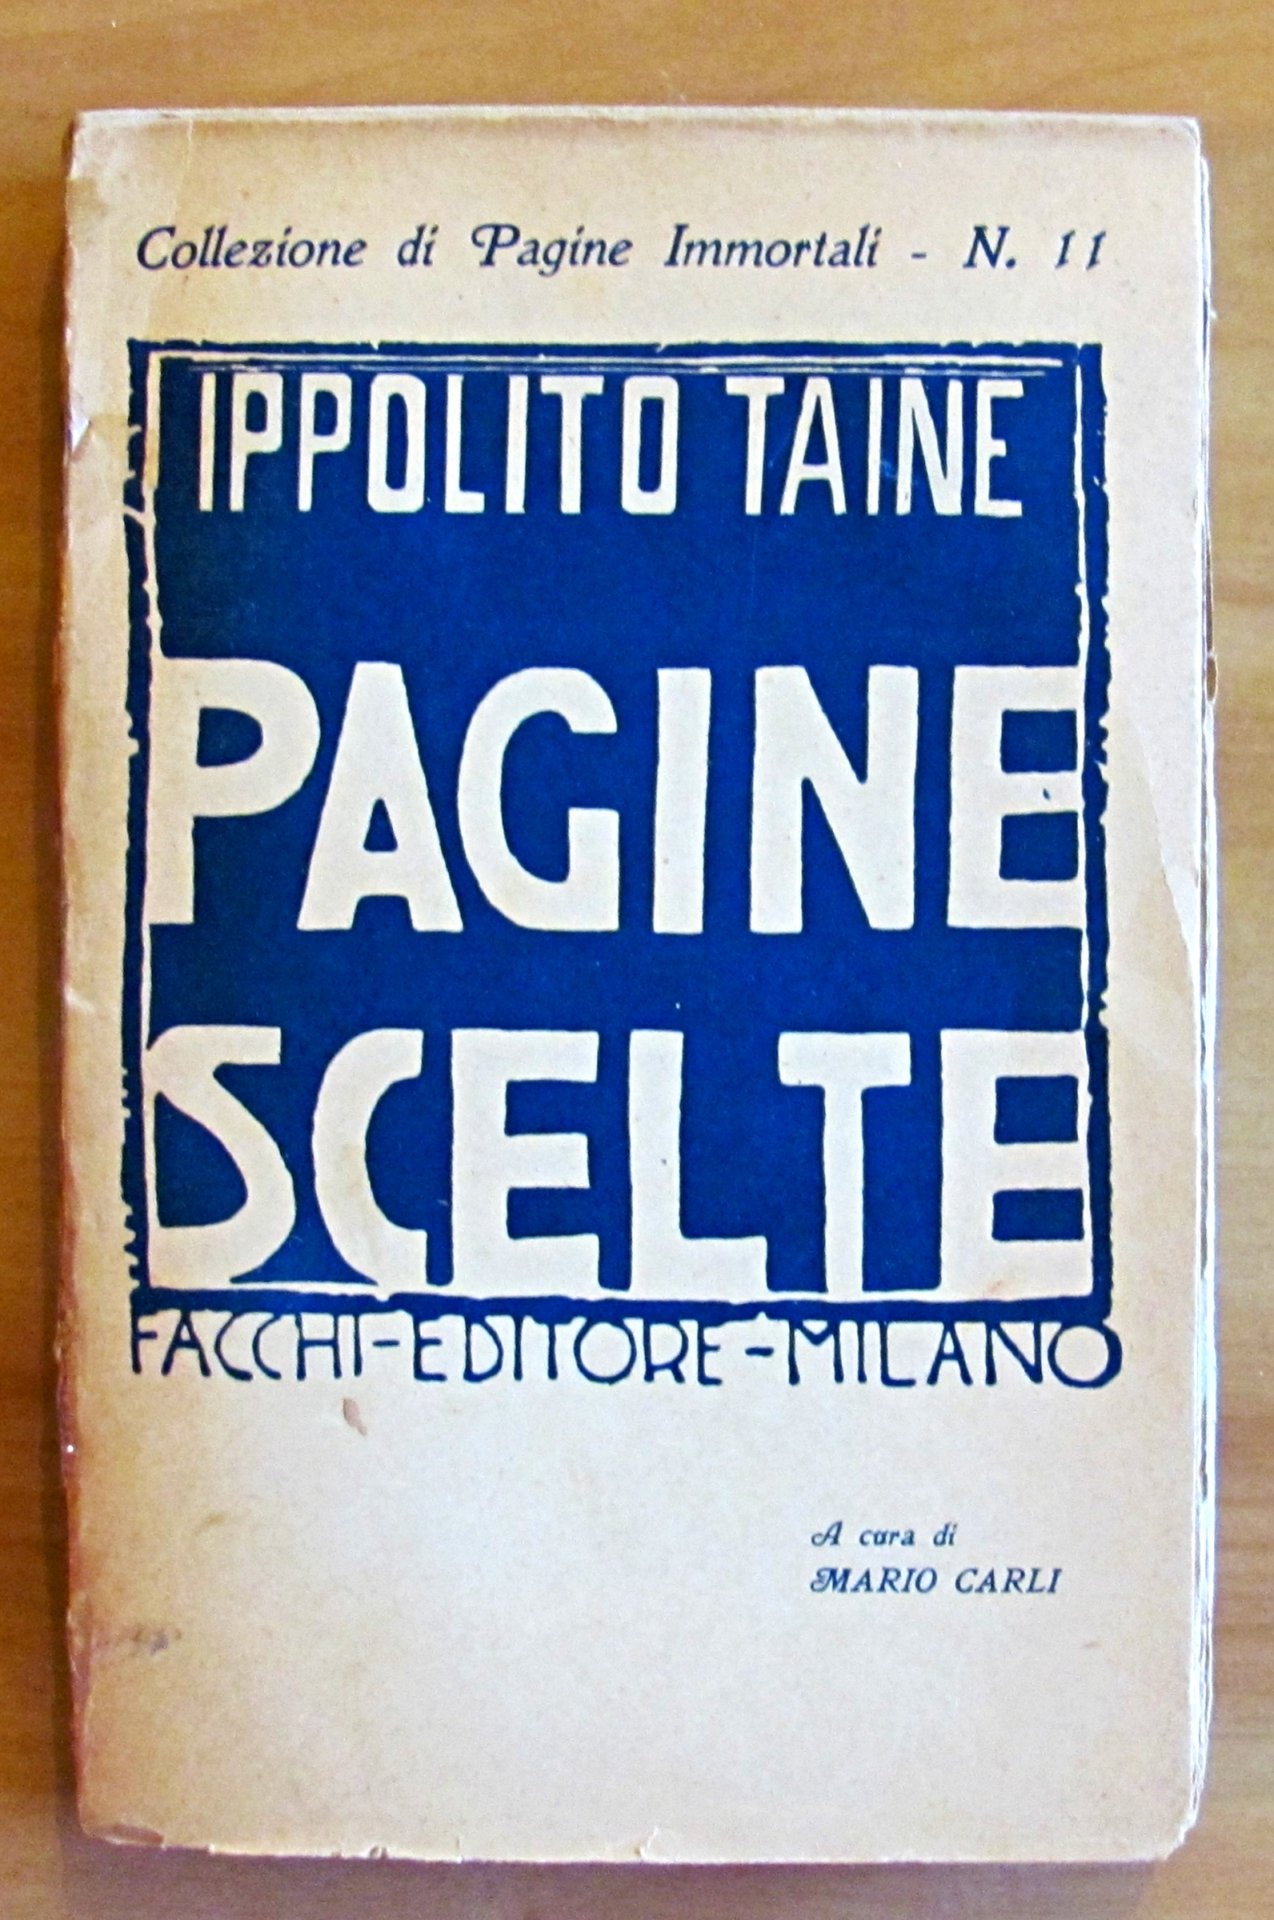 Collezione di Pagine Immortali - N. 11
IPPOLITO TAINE
PAGINE
SCELTE
FACCHI-EDITORE-MILANO
A cura di
MARIO CARLI